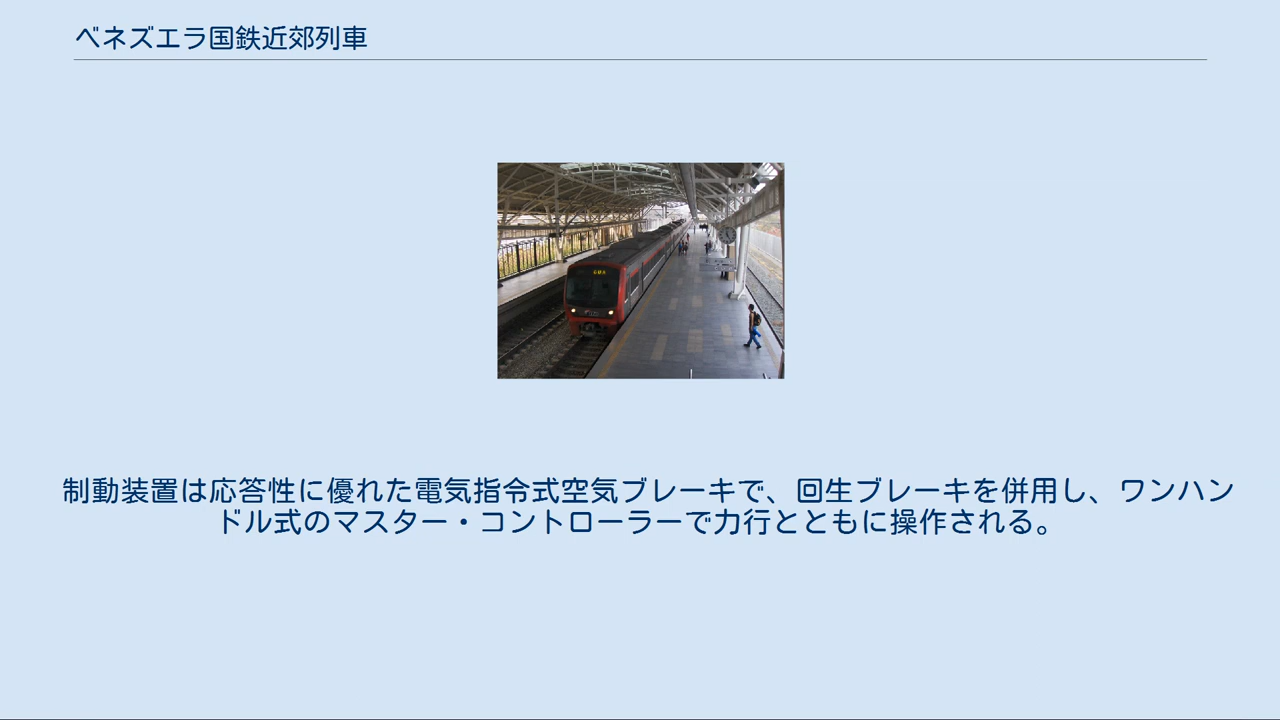 ベネズエラ国鉄近郊列車
制動装置は応答性に優れた電気指令式空気ブレーキで、回生ブレーキを併用し、ワンハン
ドル式のマスター・コントローラーで力行とともに操作される。